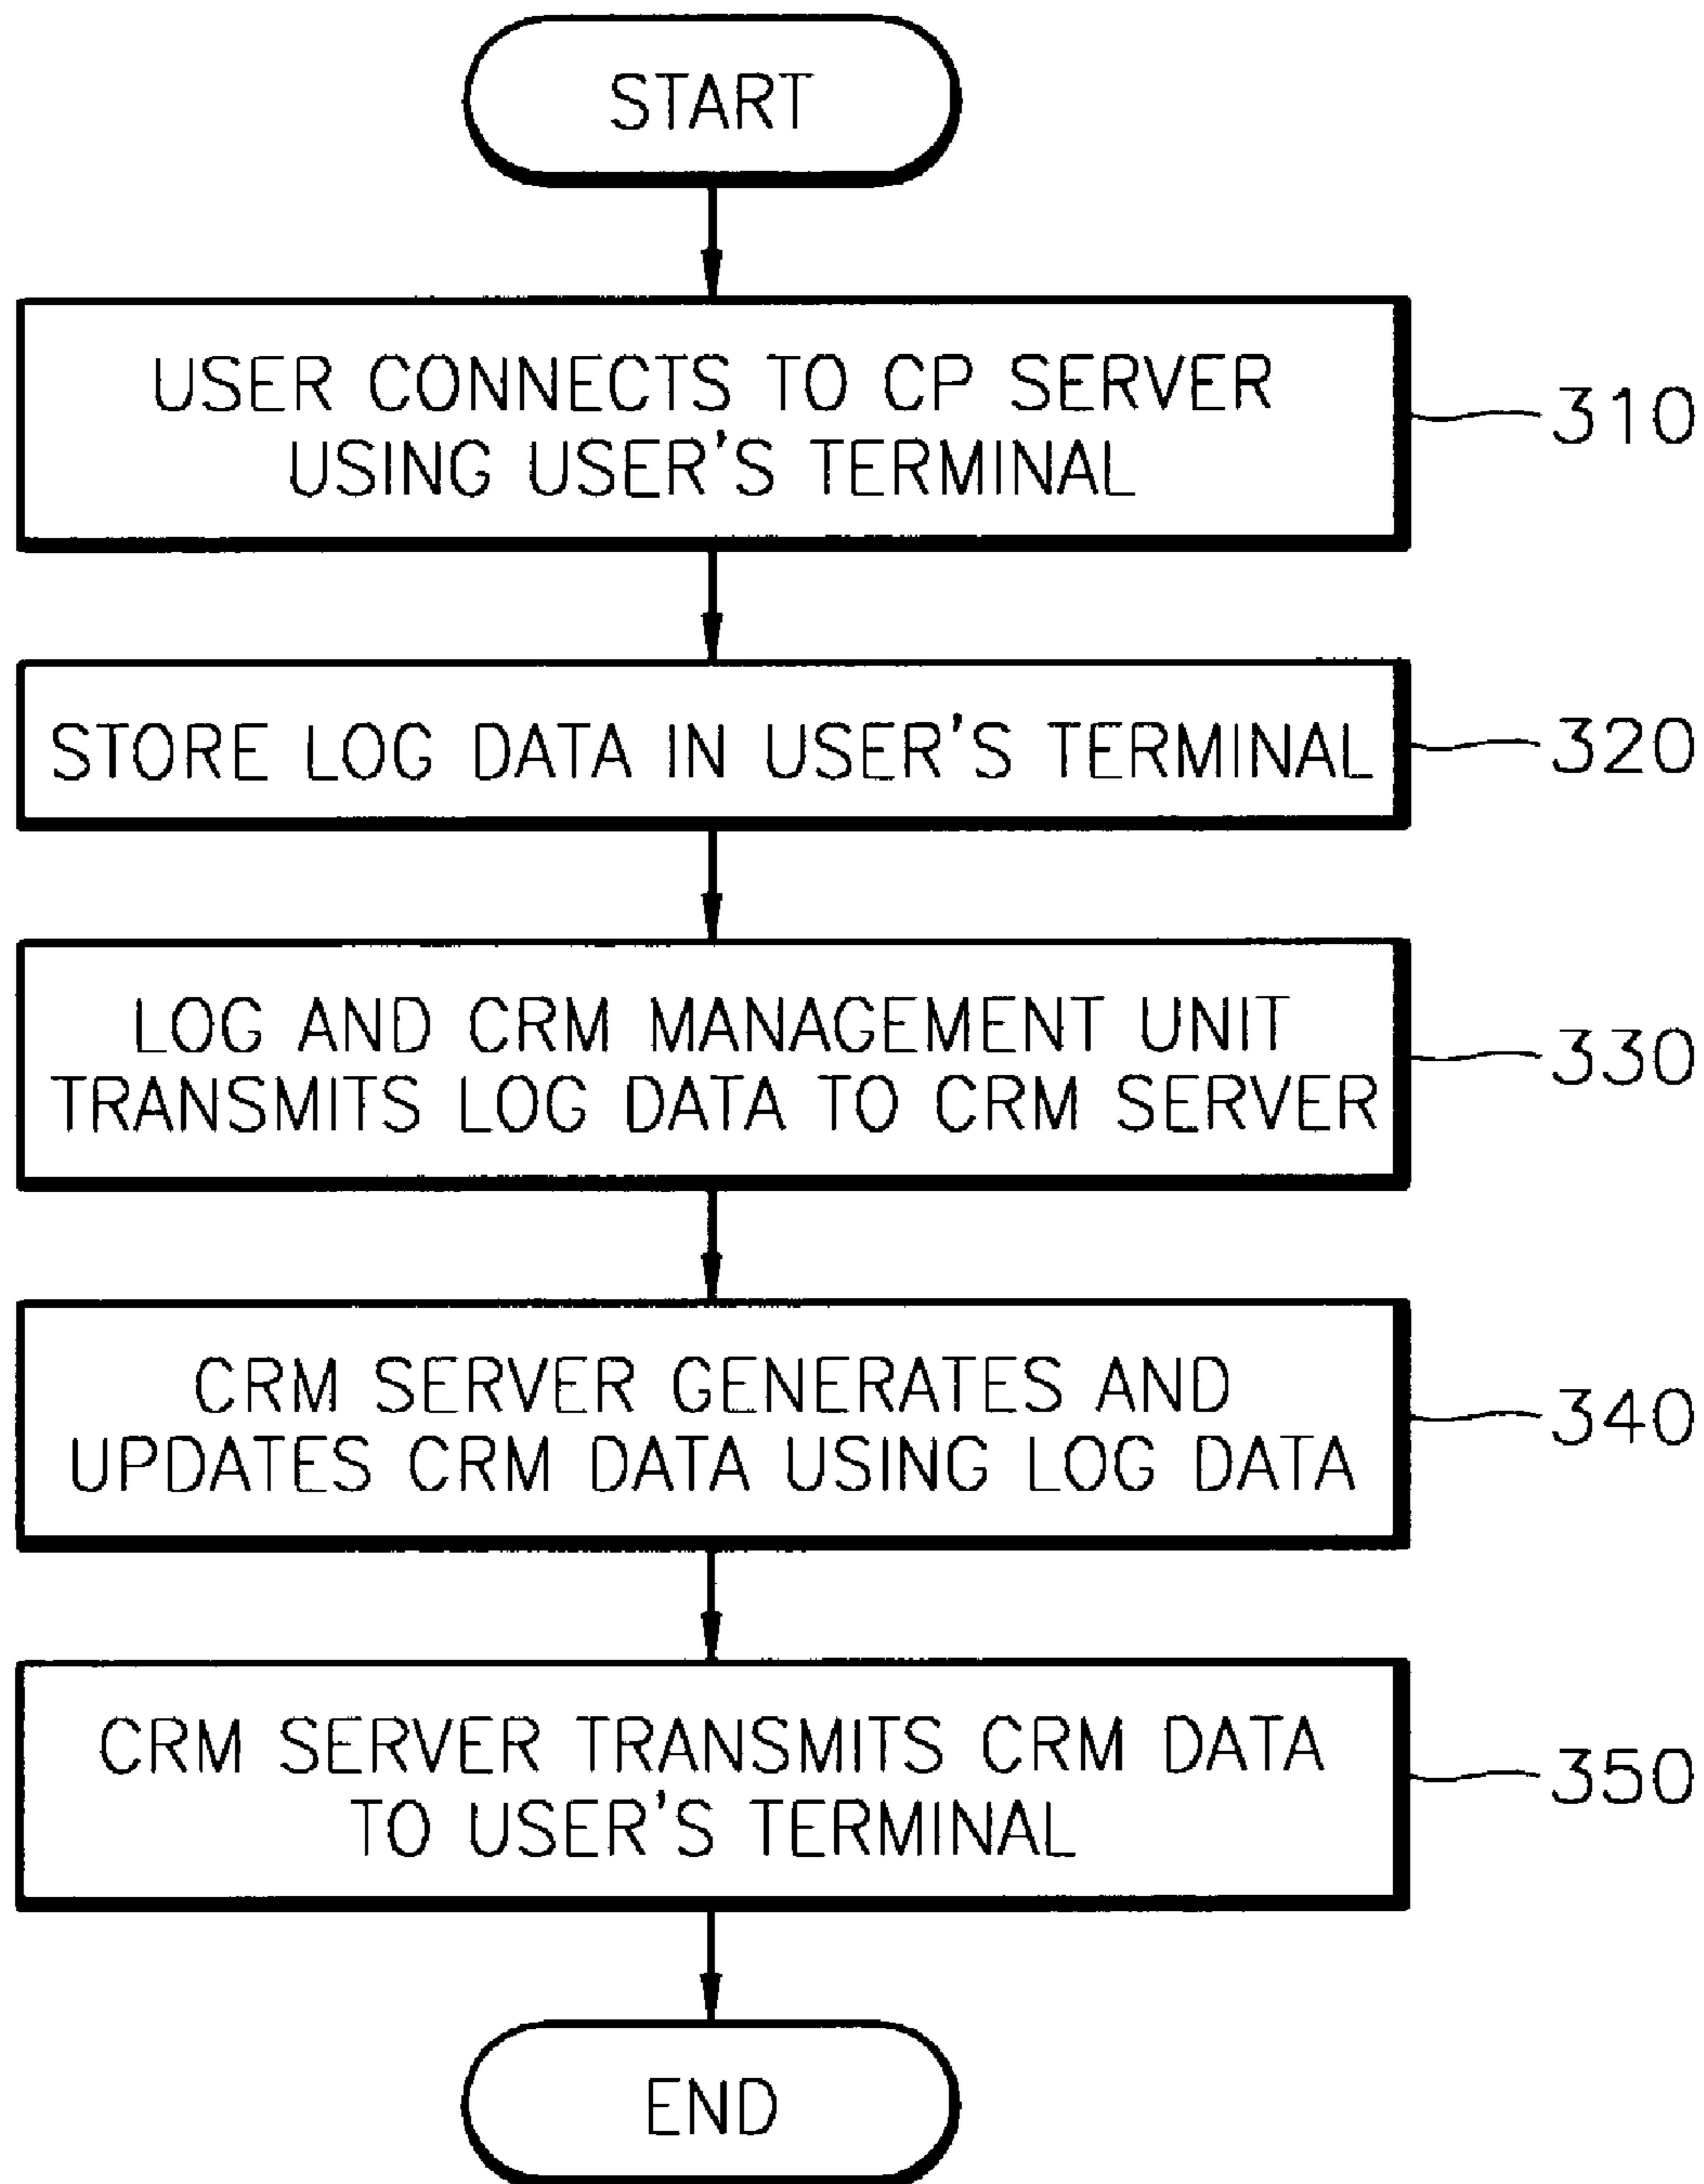 START
USER CONNECTS TO CP SERVER
USING USER'S TERMINAL
310
STORE LOG DATA IN USER'S TERMINAL
320
LOG AND CRM MANAGEMENT UNIT
TRANSMITS LOG DATA TO CRM SERVER
330
CRM SERVER GENERATES AND
UPDATES CRM DATA USING LOG DATA
340
CRM SERVER TRANSMITS CRM DATA
TO USER'S TERMINAL
350
END